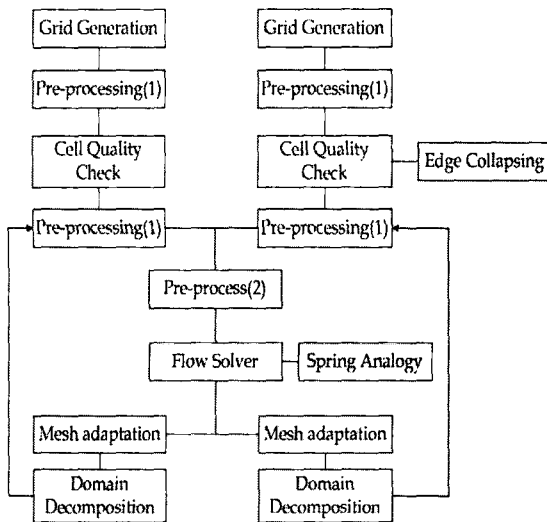 Grid Generation
Grid Generation
Pre-processing(1)
Pre-processing(1)
Cell Quality
Check
Cell Quality
Check
Edge Collapsing
Pre-processing(1)
Pre-processing(1)
Pre-process(2)
Flow Solver
Spring Analogy
Mesh adaptation
Mesh adaptation
Domain
Decomposition
Domain
Decomposition